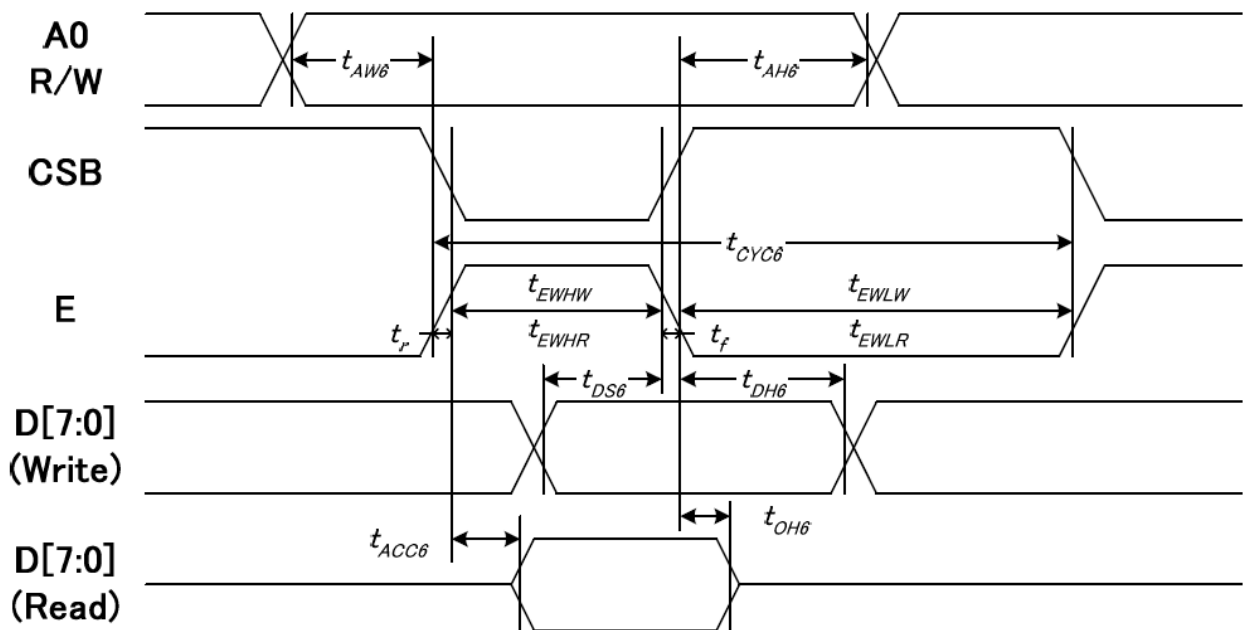 A0
R/W
tAW6
tAH6
CSB
tCYC6
E
tEWHW
tEWLW
tr
tEWHR
tf
tEWLR
tDS6
tDH6
D[7:0]
(Write)
tACC6
tOH6
D[7:0]
(Read)